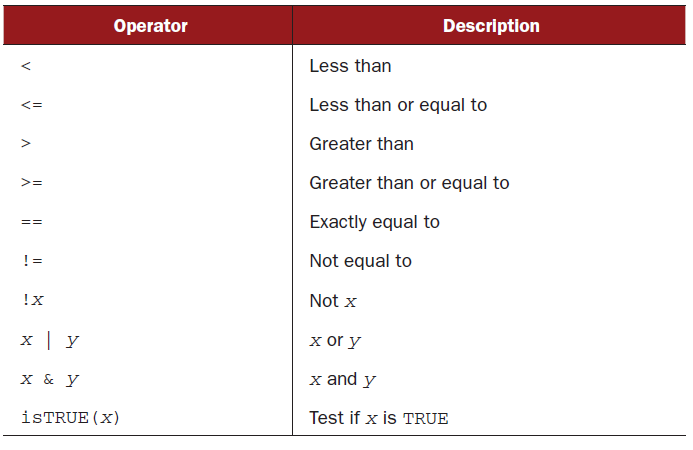 Operator Description
< Less than
<= Less than or equal to
> Greater than
>= Greater than or equal to
== Exactly equal to
!= Not equal to
!x Not x
x | y x or y
x & y x and y
isTRUE(x) Test if x is TRUE